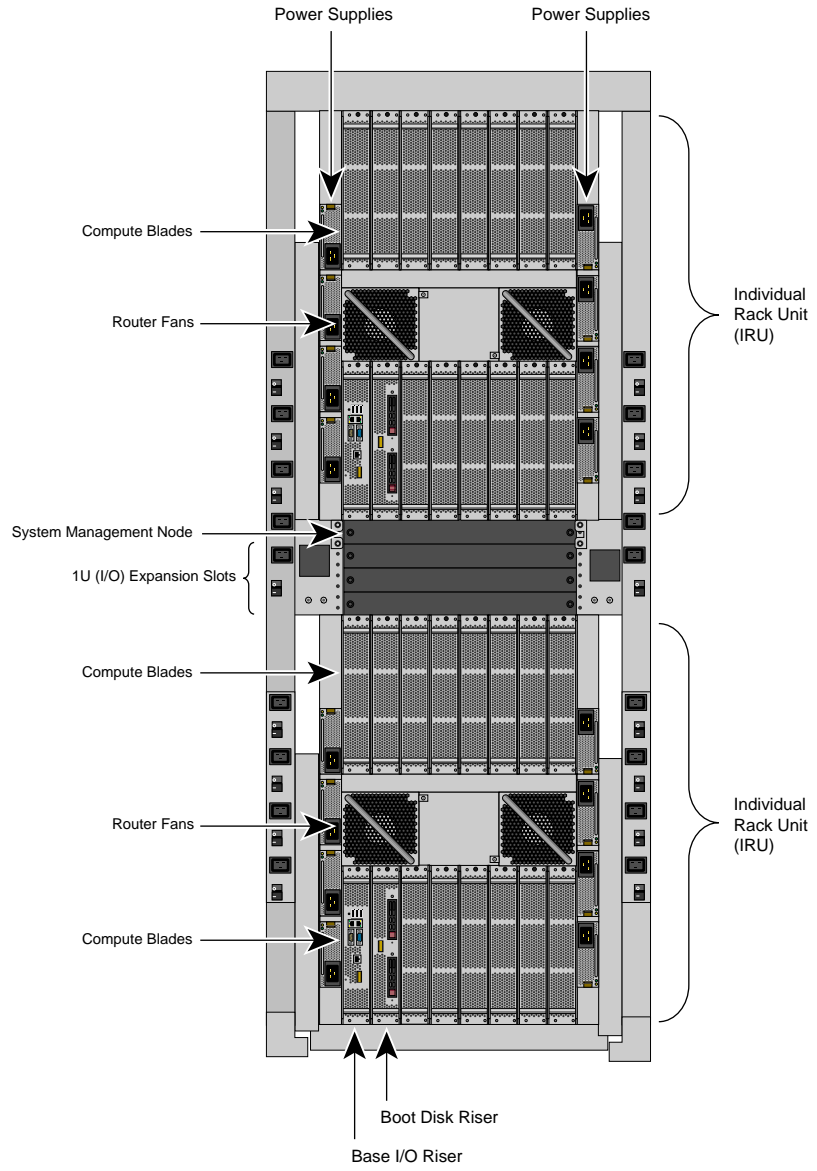 Power Supplies
Power Supplies
Compute Blades
Router Fans
Individual
Rack Unit
(IRU)
System Management Node
1U (I/O) Expansion Slots
Compute Blades
Router Fans
Individual
Rack Unit
(IRU)
Compute Blades
Boot Disk Riser
Base I/O Riser